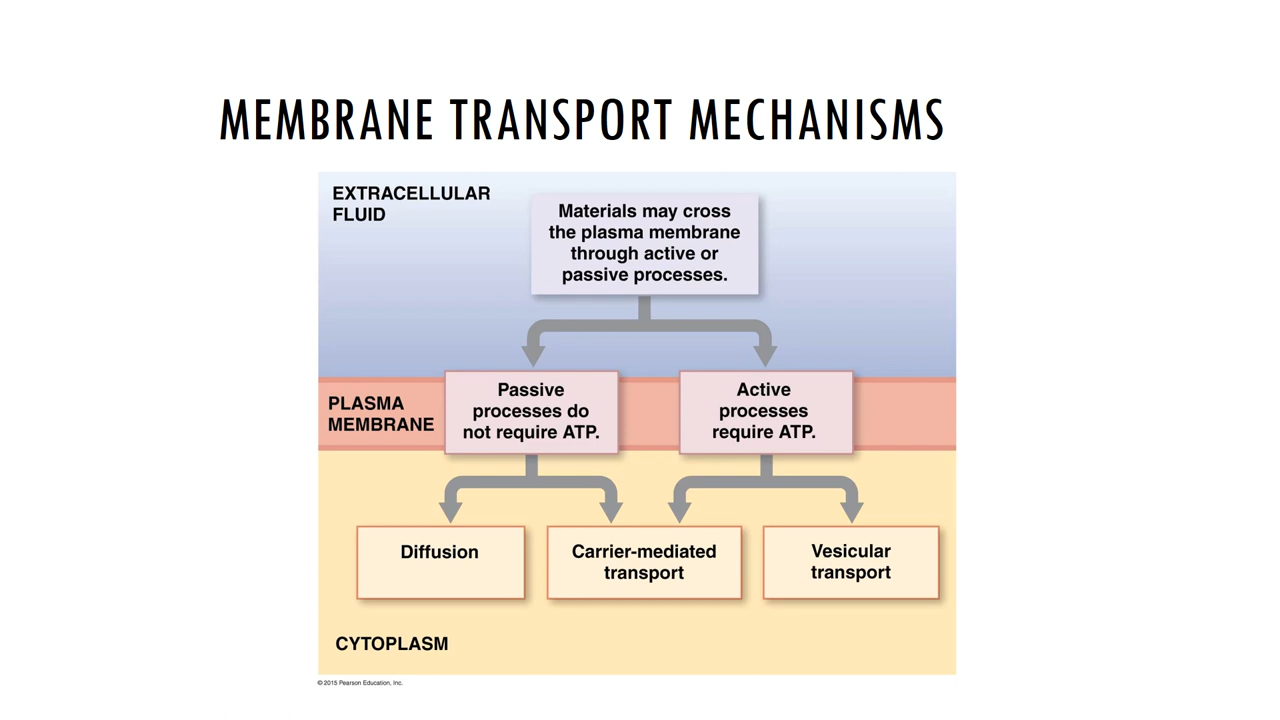 MEMBRANE TRANSPORT MECHANISMS
EXTRACELLULAR
FLUID
Materials may cross
the plasma membrane
through active or
passive processes.
PLASMA
MEMBRANE
Passive
processes do
not require ATP.
Active
processes
require ATP.
Diffusion
Carrier-mediated
transport
Vesicular
transport
CYTOPLASM
© 2015 Pearson Education, Inc.